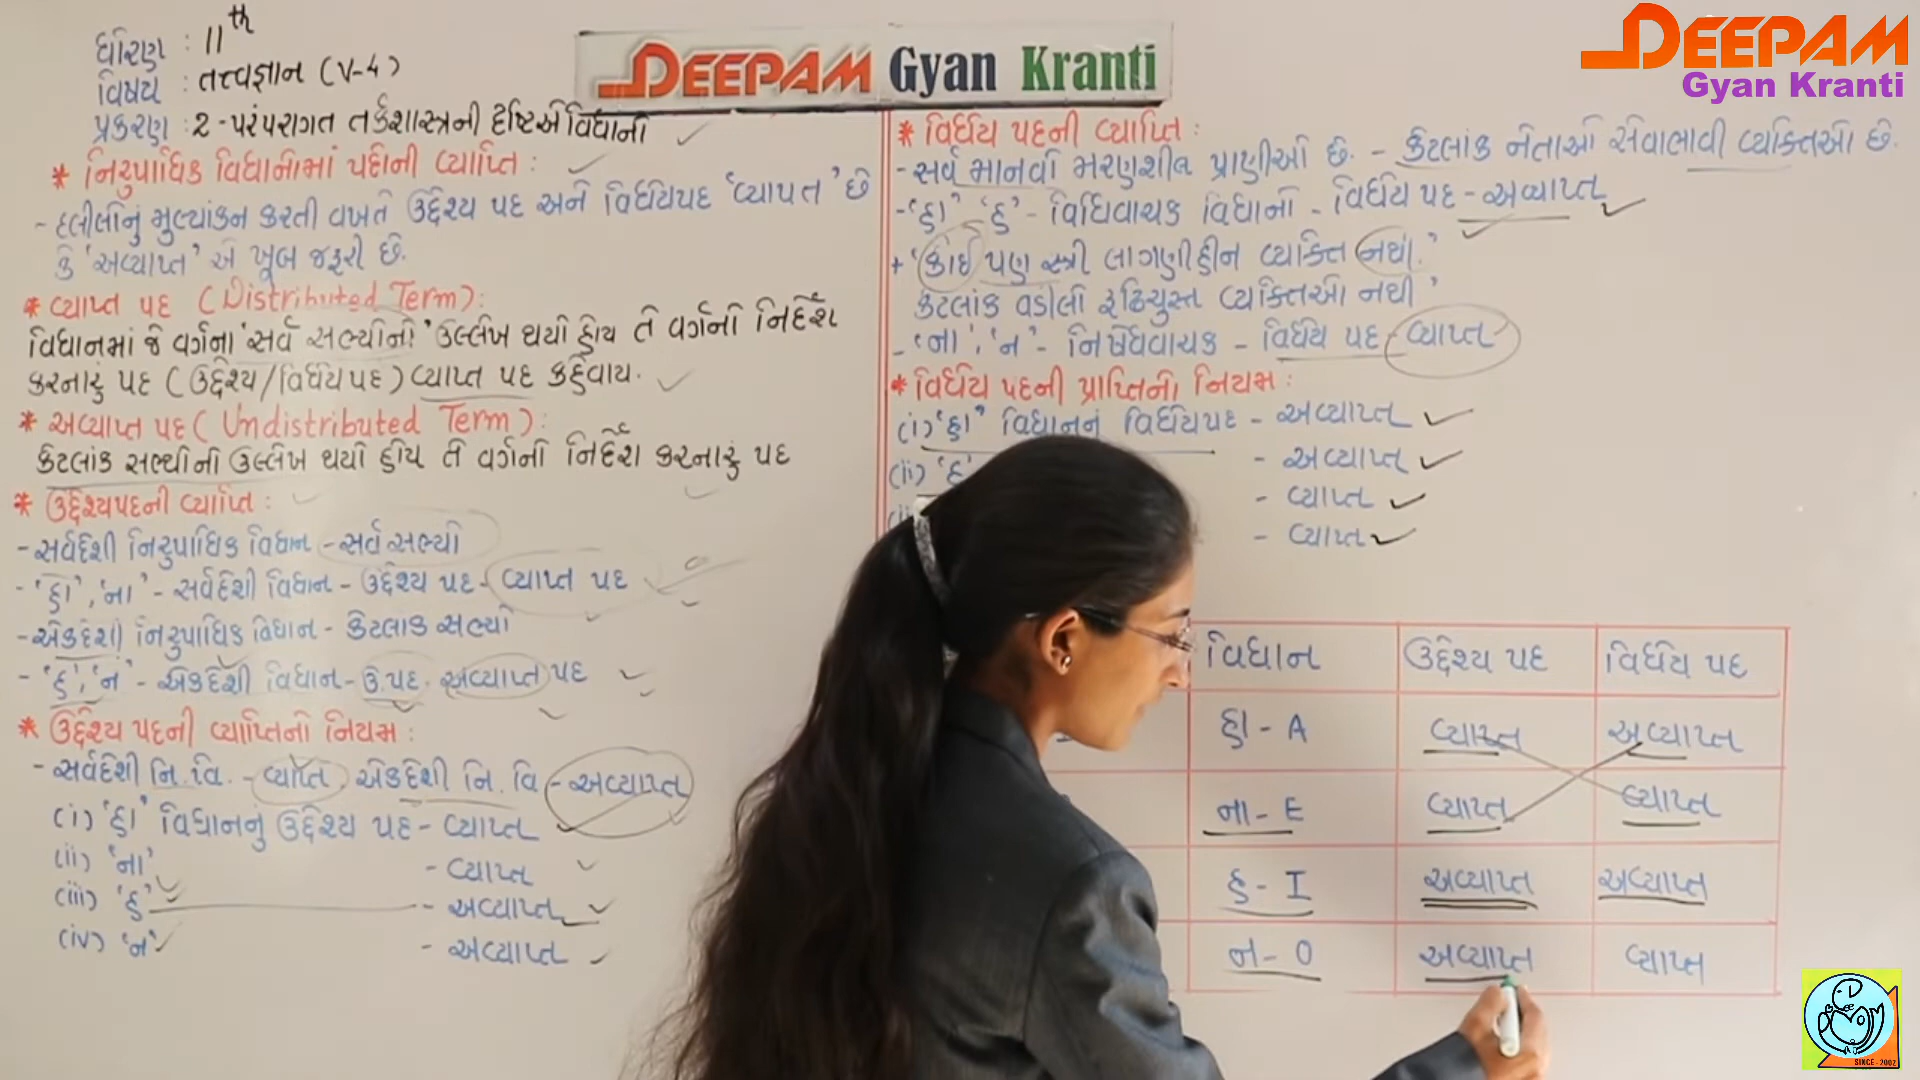 ધોરણ : 11th
વિષય : તત્ત્વજ્ઞાન (V-4)
પ્રકરણ : 2 - પરંપરાગત તર્કશાસ્ત્રની દૃષ્ટિએ વિધાનો
* નિરુપાધિક વિધાનોમાં પદોની વ્યાપ્તિ :
- દલીલોનું મુલ્યાંકન કરતી વખતે ઉદ્દેશ્ય પદ અને વિધેયપદ 'વ્યાપ્ત' છે
કે 'અવ્યાપ્ત' એ ખૂબ જરૂરી છે.
* વ્યાપ્ત પદ (Distributed Term) :
વિધાનમાં જે વર્ગના 'સર્વ સભ્યોનો' ઉલ્લેખ થયો હોય તે વર્ગનો નિર્દેશ
કરનારું પદ (ઉદ્દેશ્ય/વિધેયપદ) વ્યાપ્ત પદ કહેવાય.
* અવ્યાપ્ત પદ (Undistributed Term) :
કેટલાંક સભ્યોનો ઉલ્લેખ થયો હોય તે વર્ગનો નિર્દેશ કરનારું પદ
* ઉદ્દેશ્યપદની વ્યાપ્તિ :
- સર્વદેશી નિરુપાધિક વિધાન - સર્વ સભ્યો
- 'હા', 'ના' - સર્વદેશી વિધાન - ઉદ્દેશ્ય પદ - વ્યાપ્ત પદ
- એકદેશી નિરુપાધિક વિધાન - કેટલાક સભ્યો
- 'હ', 'ન' - એકદેશી વિધાન - ઉ. પદ - અવ્યાપ્ત પદ
* ઉદ્દેશ્ય પદની વ્યાપ્તિનો નિયમ :
- સર્વદેશી નિ. વિ. - વ્યાપ્ત, એકદેશી નિ. વિ - અવ્યાપ્ત
(i) 'હા' વિધાનનું ઉદ્દેશ્ય પદ - વ્યાપ્ત
(ii) 'ના' - વ્યાપ્ત
(iii) 'હ' - અવ્યાપ્ત
(iv) 'ન' - અવ્યાપ્ત
DEEPAM Gyan Kranti
* વિધેય પદની વ્યાપ્તિ :
- સર્વ માનવો મરણશીલ પ્રાણીઓ છે. - કેટલાંક નેતાઓ સેવાભાવી વ્યક્તિઓ છે.
- 'હા' 'હ' - વિધિવાચક વિધાનો - વિધેય પદ - અવ્યાપ્ત
+ 'કોઈ પણ સ્ત્રી લાગણીહીન વ્યક્તિ નથી.'
કેટલાંક વડીલો રૂઢિચુસ્ત વ્યક્તિઓ નથી'
- 'ના', 'ન' - નિષેધવાચક - વિધેય પદ - વ્યાપ્ત
* વિધેય પદની પ્રાપ્તિનો નિયમ :
(i) 'હા' વિધાનનું વિધેયપદ - અવ્યાપ્ત
(ii) 'હ' - અવ્યાપ્ત
- વ્યાપ્ત
- વ્યાપ્ત
વિધાન ઉદ્દેશ્ય પદ વિધેય પદ
હા - A વ્યાપ્ત અવ્યાપ્ત
ના - E વ્યાપ્ત વ્યાપ્ત
હ - I અવ્યાપ્ત અવ્યાપ્ત
ન - O અવ્યાપ્ત વ્યાપ્ત
DEEPAM
Gyan Kranti
SINCE - 2002